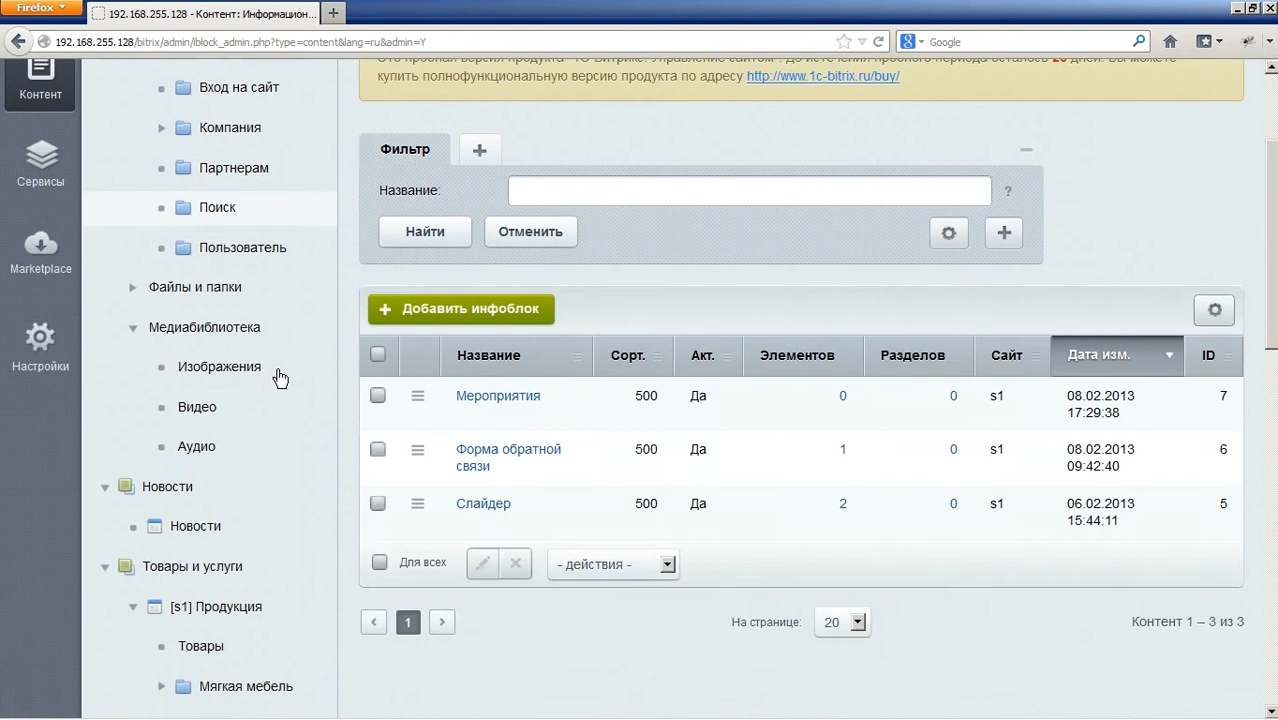 Firefox
192.168.255.128 - Контент: Информацион...
192.168.255.128/bitrix/admin/iblock_admin.php?type=content&lang=ru&admin=Y
Google
купить полнофункциональную версию продукта по адресу http://www.1c-bitrix.ru/buy/
Контент
Сервисы
Marketplace
Настройки
Вход на сайт
Компания
Партнерам
Поиск
Пользователь
Файлы и папки
Медиабиблиотека
Изображения
Видео
Аудио
Новости
Новости
Товары и услуги
[s1] Продукция
Товары
Мягкая мебель
Фильтр
Название:
?
Найти
Отменить
Добавить инфоблок
Название Сорт. Акт. Элементов Разделов Сайт Дата изм. ID
Мероприятия 500 Да 0 0 s1 08.02.2013 17:29:38 7
Форма обратной связи 500 Да 1 0 s1 08.02.2013 09:42:40 6
Слайдер 500 Да 2 0 s1 06.02.2013 15:44:11 5
Для всех
- действия -
1
На странице: 20
Контент 1 – 3 из 3